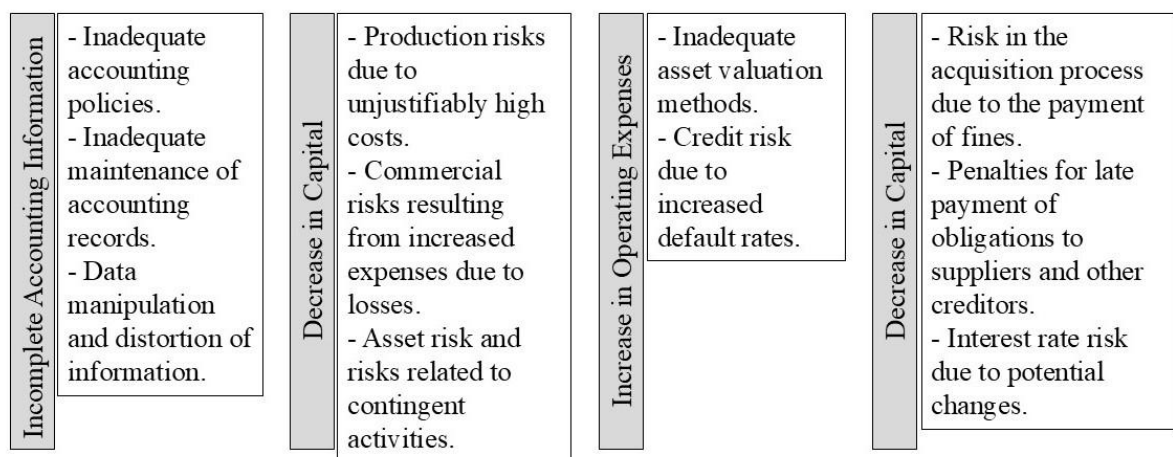 Incomplete Accounting Information
- Inadequate
accounting
policies.
- Inadequate
maintenance of
accounting
records.
- Data
manipulation
and distortion of
information.
Decrease in Capital
- Production risks
due to
unjustifiably high
costs.
- Commercial
risks resulting
from increased
expenses due to
losses.
- Asset risk and
risks related to
contingent
activities.
Increase in Operating Expenses
- Inadequate
asset valuation
methods.
- Credit risk
due to
increased
default rates.
Decrease in Capital
- Risk in the
acquisition process
due to the payment
of fines.
- Penalties for late
payment of
obligations to
suppliers and other
creditors.
- Interest rate risk
due to potential
changes.